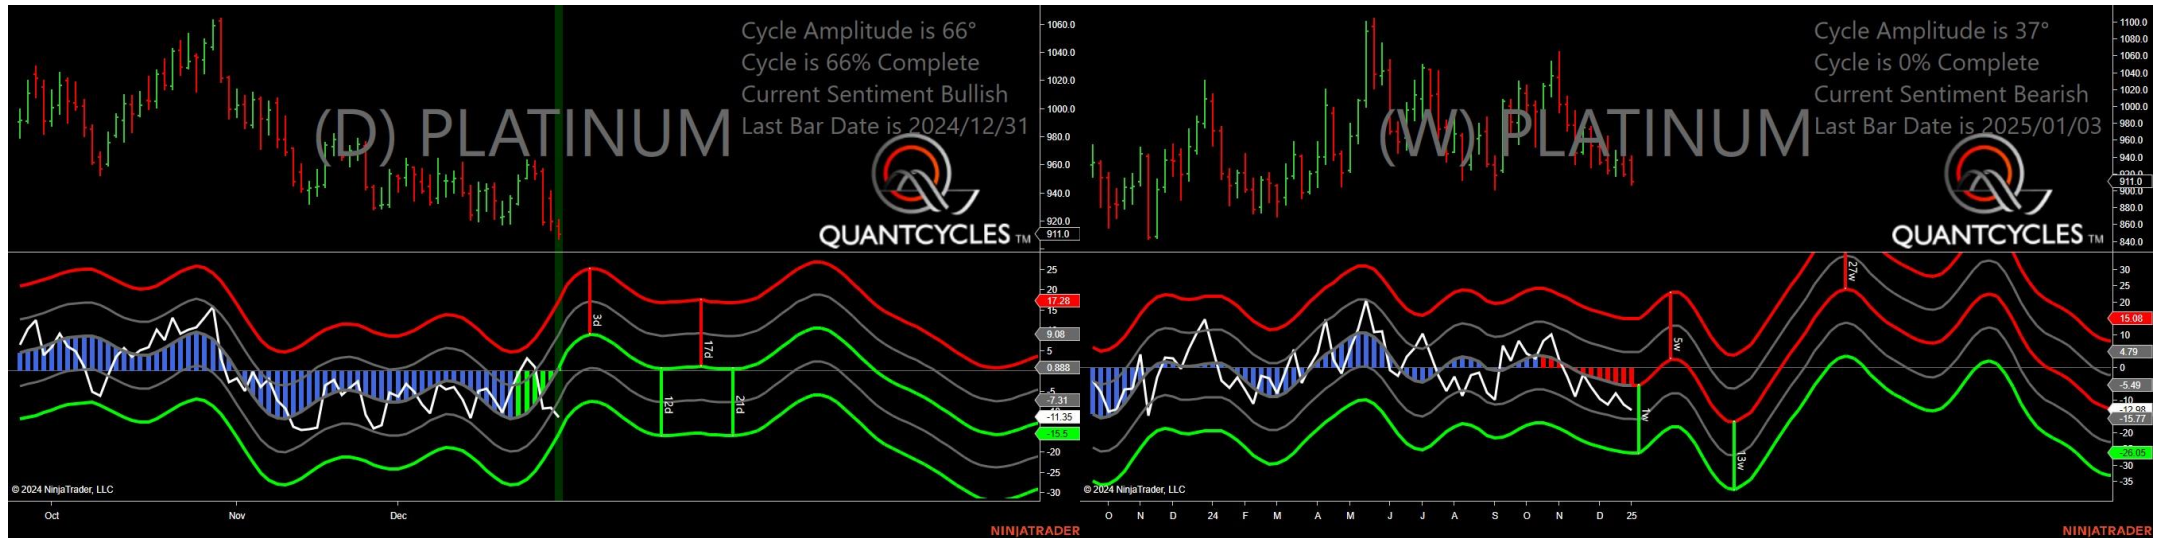 Cycle Amplitude is 66°
Cycle is 66% Complete
Current Sentiment Bullish
Last Bar Date is 2024/12/31
(D) PLATINUM
QUANTCYCLES TM
1060.0
1040.0
1020.0
1000.0
980.0
960.0
940.0
920.0
911.0
25
20
17.28
9.08
5
0.888
-7.31
-11.35
-15.5
-20
-25
-30
3d
17d
12d
21d
© 2024 NinjaTrader, LLC
Oct Nov Dec
NINJATRADER
Cycle Amplitude is 37°
Cycle is 0% Complete
Current Sentiment Bearish
Last Bar Date is 2025/01/03
(W) PLATINUM
QUANTCYCLES TM
1100.0
1080.0
1060.0
1040.0
1020.0
1000.0
980.0
960.0
940.0
920.0
911.0
900.0
880.0
860.0
840.0
30
25
20
15.08
10
4.79
0
-5.49
-10
-12.98
-15.77
-20
-26.05
-30
-35
5w
1w
13w
27w
© 2024 NinjaTrader, LLC
O N D 24 F M A M J J A S O N D 25
NINJATRADER